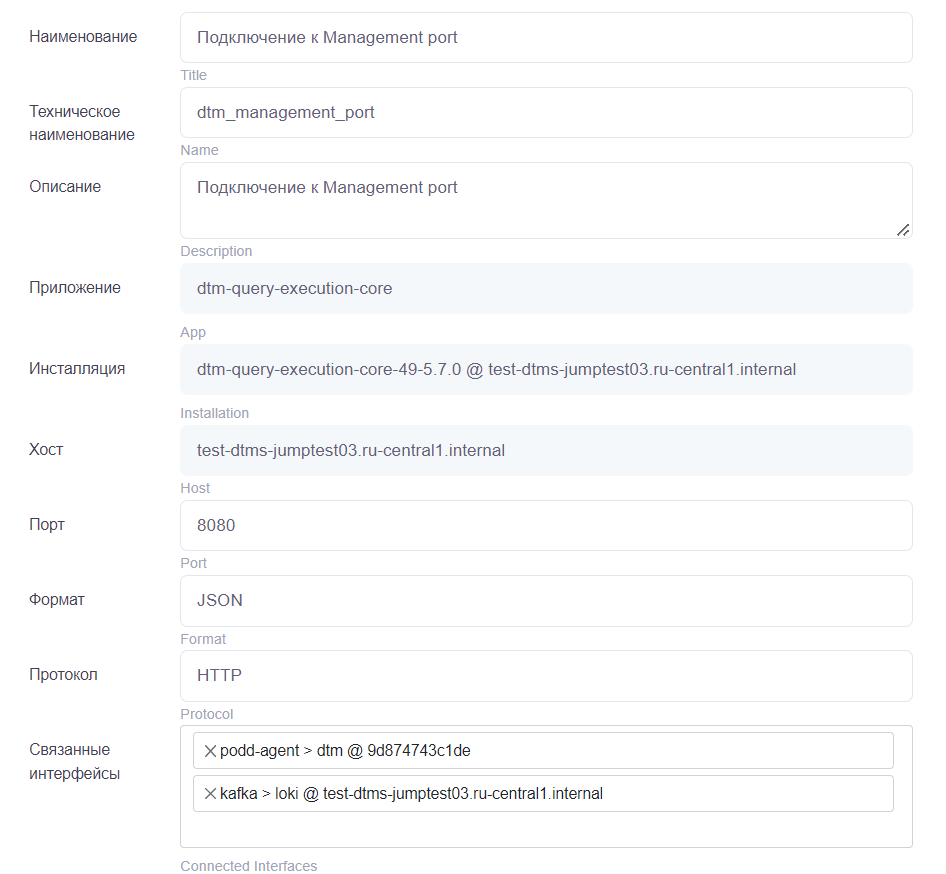 Наименование
Подключение к Management port
Title
Техническое наименование
dtm_management_port
Name
Описание
Подключение к Management port
Description
Приложение
dtm-query-execution-core
App
Инсталляция
dtm-query-execution-core-49-5.7.0 @ test-dtms-jumptest03.ru-central1.internal
Installation
Хост
test-dtms-jumptest03.ru-central1.internal
Host
Порт
8080
Port
Формат
JSON
Format
Протокол
HTTP
Protocol
Связанные интерфейсы
podd-agent > dtm @ 9d874743c1de
kafka > loki @ test-dtms-jumptest03.ru-central1.internal
Connected Interfaces